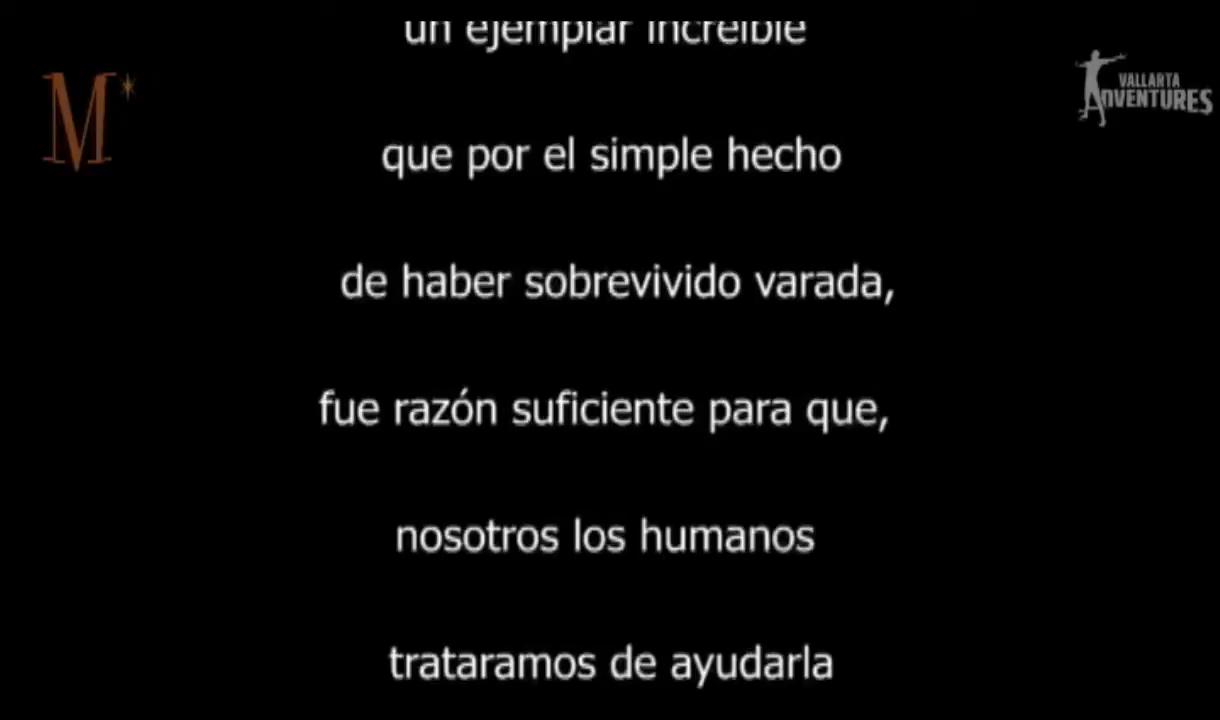 un ejemplar increíble
M*
VALLARTA
ADVENTURES
que por el simple hecho
de haber sobrevivido varada,
fue razón suficiente para que,
nosotros los humanos
trataramos de ayudarla